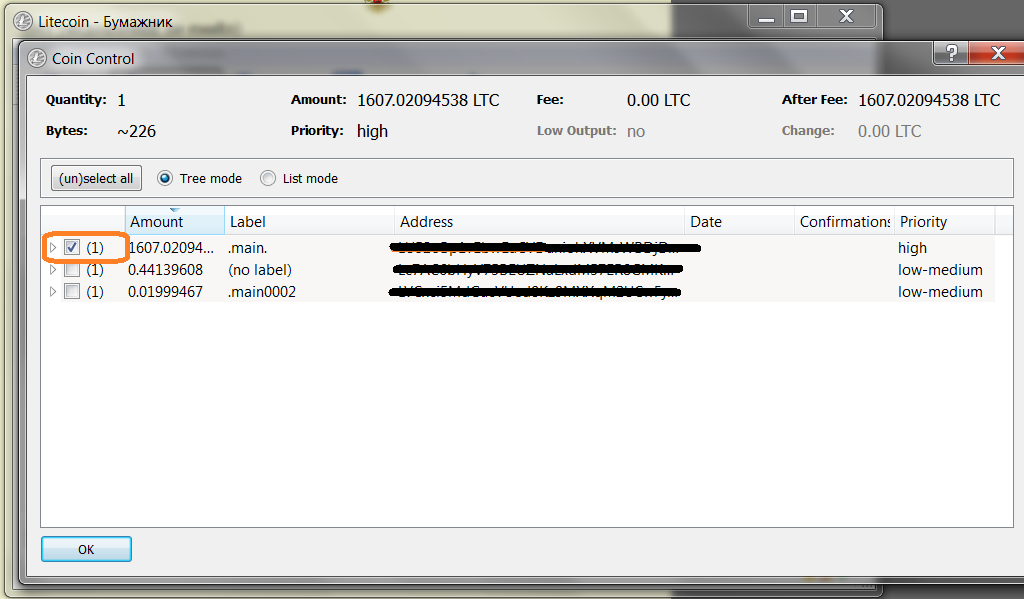 Litecoin - Бумажник
Coin Control
Quantity: 1 Amount: 1607.02094538 LTC Fee: 0.00 LTC After Fee: 1607.02094538 LTC
Bytes: ~226 Priority: high Low Output: no Change: 0.00 LTC
(un)select all Tree mode List mode
Amount Label Address Date Confirmations Priority
(1) 1607.02094... .main. high
(1) 0.44139608 (no label) low-medium
(1) 0.01999467 .main0002 low-medium
OK